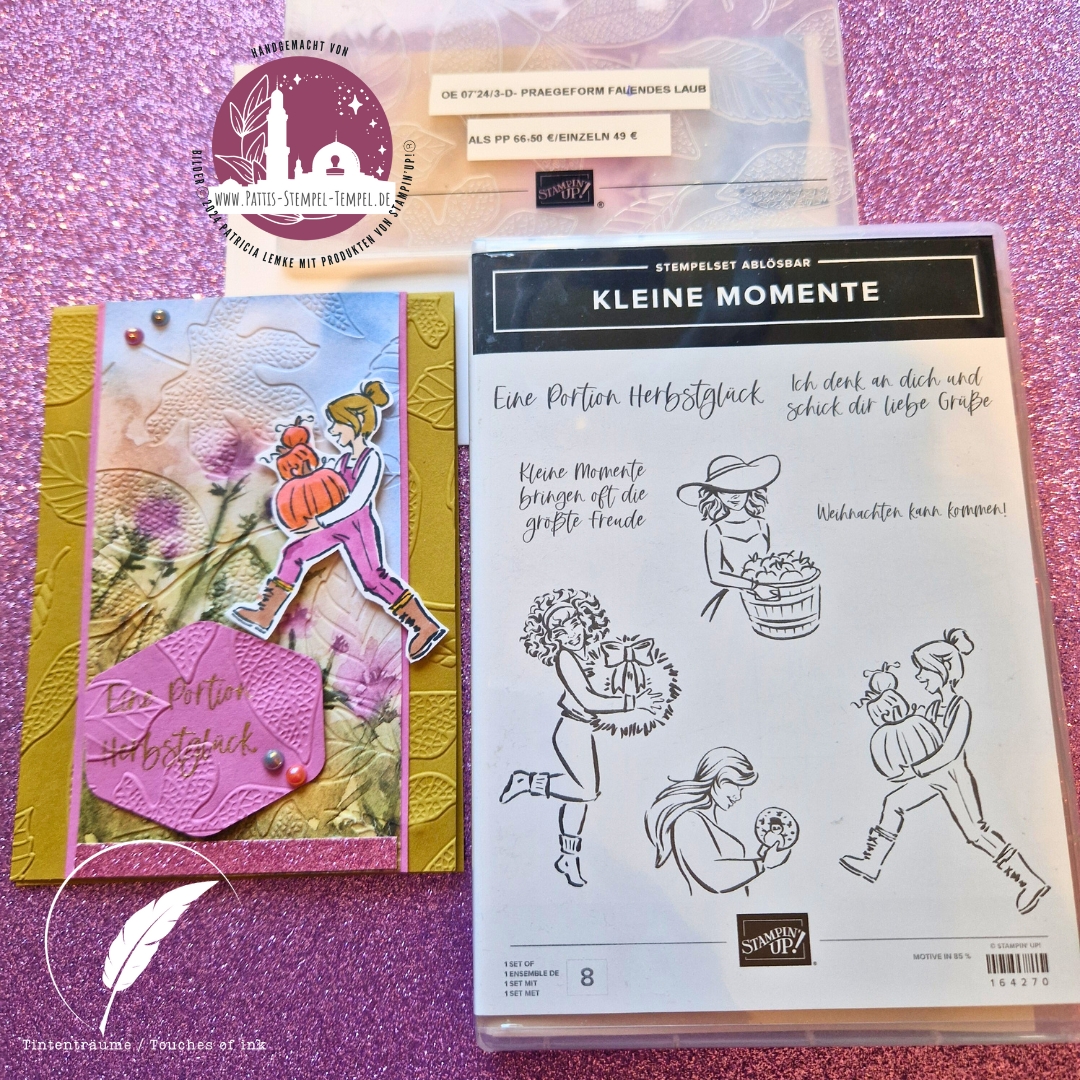 HANDGEMACHT VON
WWW.PATTIS-STEMPEL-TEMPEL.DE
BILDER © 2024 PATRICIA LEMKE MIT PRODUKTEN VON STAMPIN'UP!®
OE 07'24/3-D- PRAEGEFORM FALLENDES LAUB
ALS PP 66,50 €/EINZELN 49 €
STAMPIN' UP!®
STEMPELSET ABLÖSBAR
KLEINE MOMENTE
Eine Portion Herbstglück
Ich denk an dich und
schick dir liebe Grüße
Kleine Momente
bringen oft die
größte Freude
Weihnachten kann kommen!
Eine Portion
Herbstglück
STAMPIN' UP!®
1 SET OF
1 ENSEMBLE DE
1 SET MIT
1 SET MET
8
© STAMPIN' UP!
MOTIVE IN 85 %
164270
Tintenträume / Touches of ink